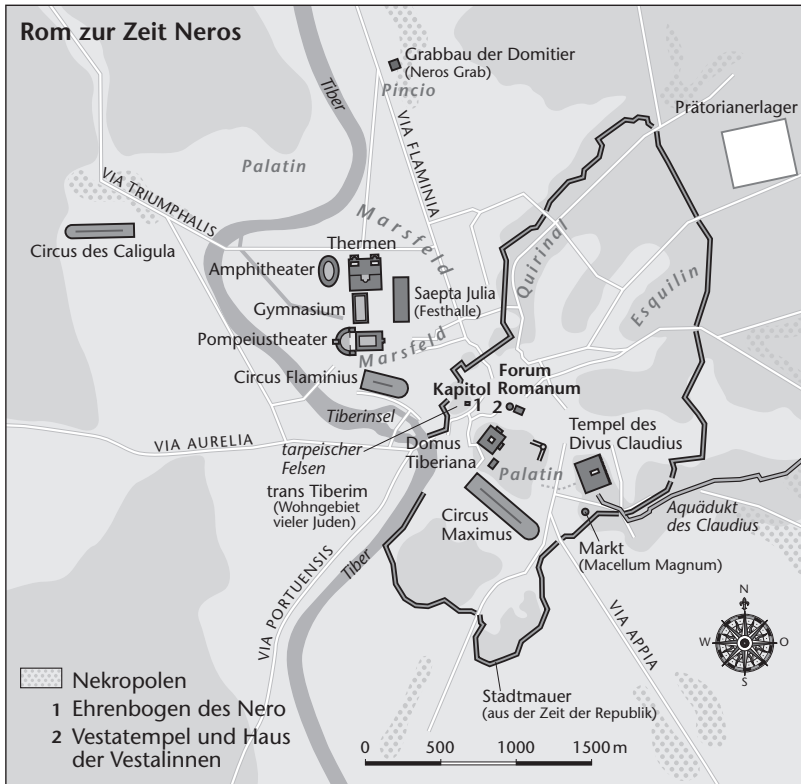 Rom zur Zeit Neros
Grabbau der Domitier
(Neros Grab)
Pincio
Tiber
VIA FLAMINIA
Prätorianerlager
Palatin
VIA TRIUMPHALIS
Marsfeld
Circus des Caligula
Thermen
Amphitheater
Quirinal
Esquilin
Saepta Julia
(Festhalle)
Gymnasium
Pompeiustheater
Marsfeld
Circus Flaminius
Forum
Romanum
Kapitol
1
2
Tiberinsel
VIA AURELIA
tarpeischer
Felsen
Domus
Tiberiana
Tempel des
Divus Claudius
Palatin
trans Tiberim
(Wohngebiet
vieler Juden)
Circus
Maximus
Aquädukt
des Claudius
Markt
(Macellum Magnum)
Tiber
VIA PORTUENSIS
VIA APPIA
N
W
O
S
Nekropolen
1 Ehrenbogen des Nero
2 Vestatempel und Haus
der Vestalinnen
Stadtmauer
(aus der Zeit der Republik)
0 500 1000 1500 m